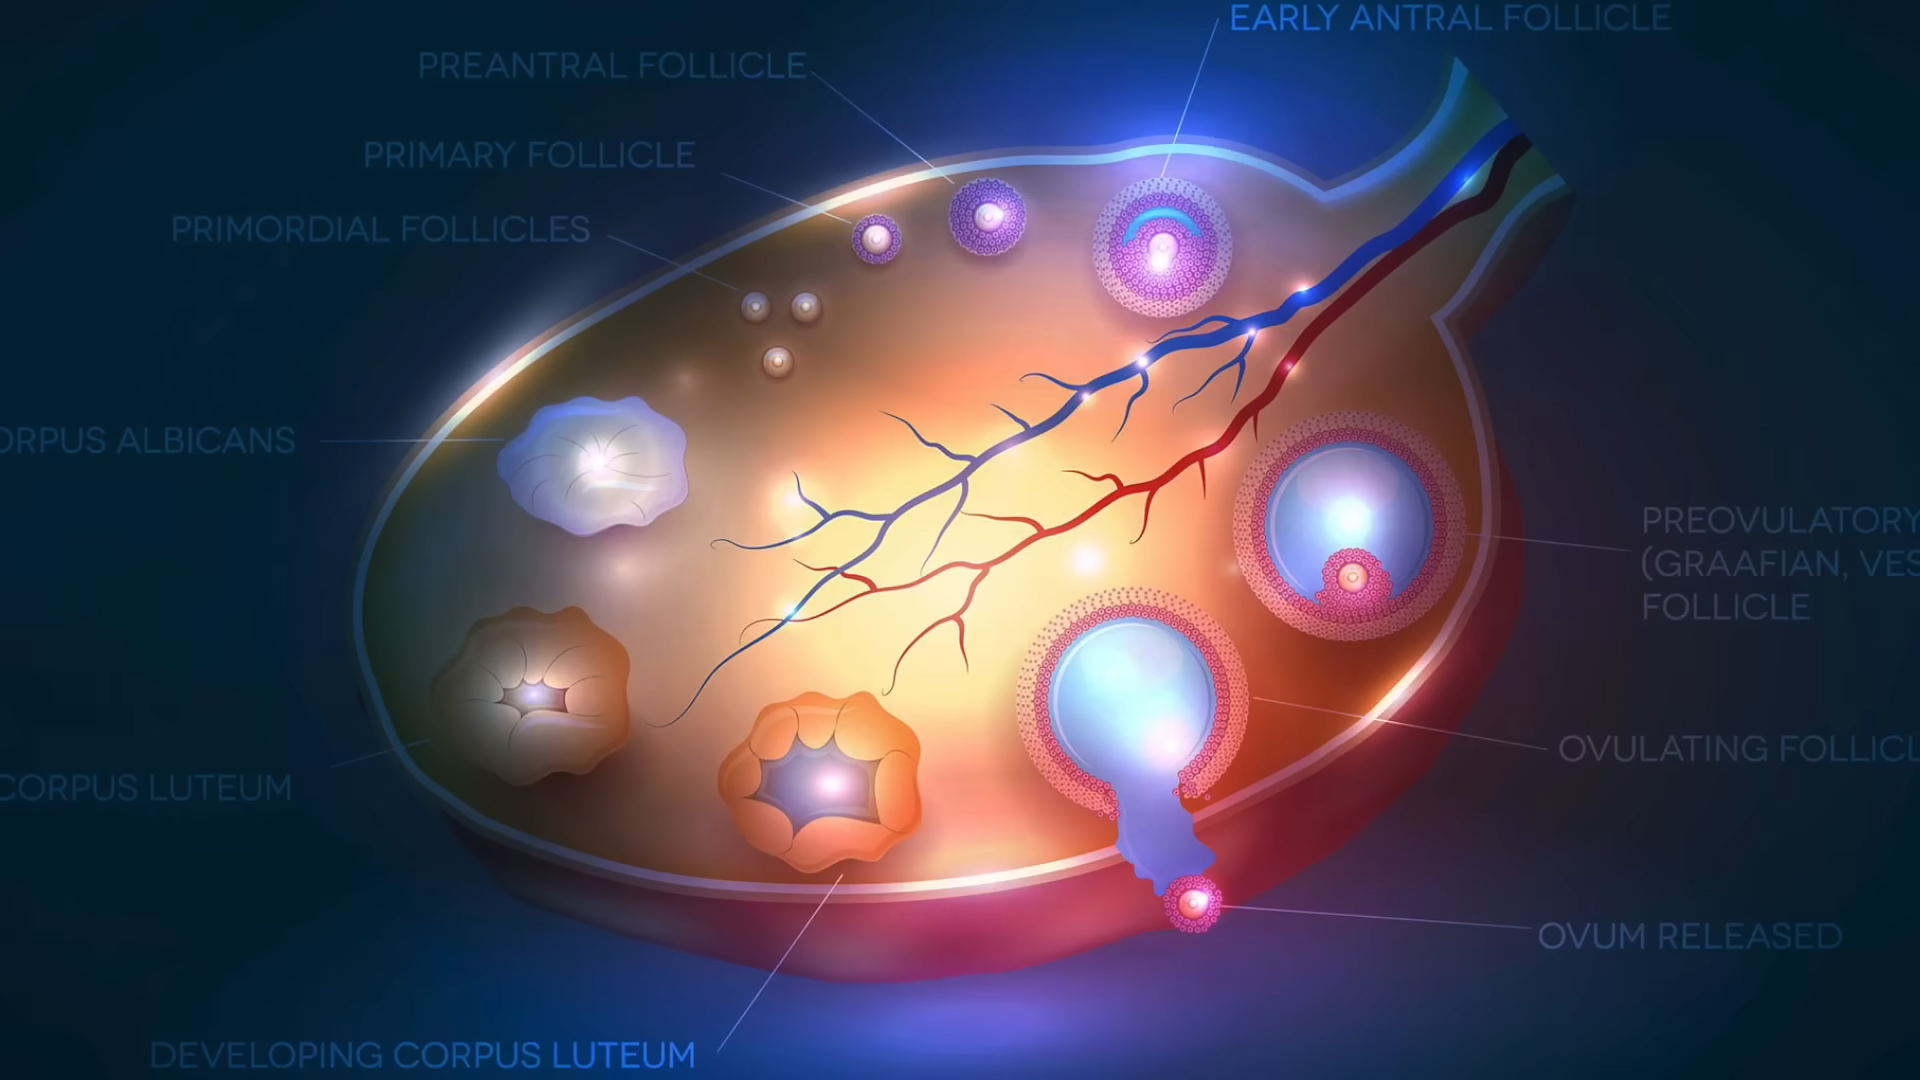 EARLY ANTRAL FOLLICLE
PREANTRAL FOLLICLE
PRIMARY FOLLICLE
PRIMORDIAL FOLLICLES
ORPUS ALBICANS
PREOVULATORY
(GRAAFIAN, VES
FOLLICLE
OVULATING FOLLICL
CORPUS LUTEUM
OVUM RELEASED
DEVELOPING CORPUS LUTEUM